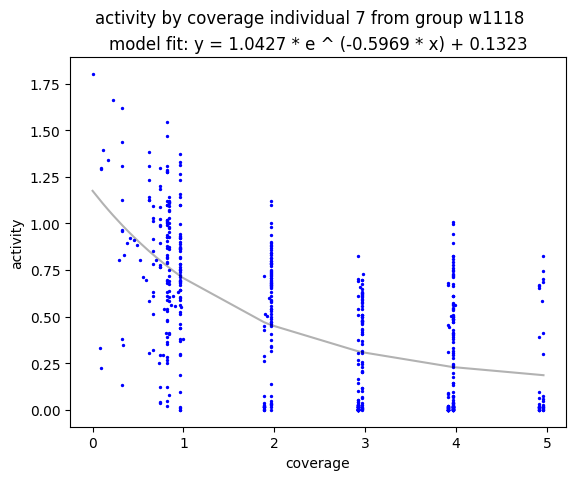 activity by coverage individual 7 from group w1118
model fit: y = 1.0427 * e ^ (-0.5969 * x) + 0.1323
1.75
1.50
1.25
1.00
0.75
0.50
0.25
0.00
activity
0 1 2 3 4 5
coverage